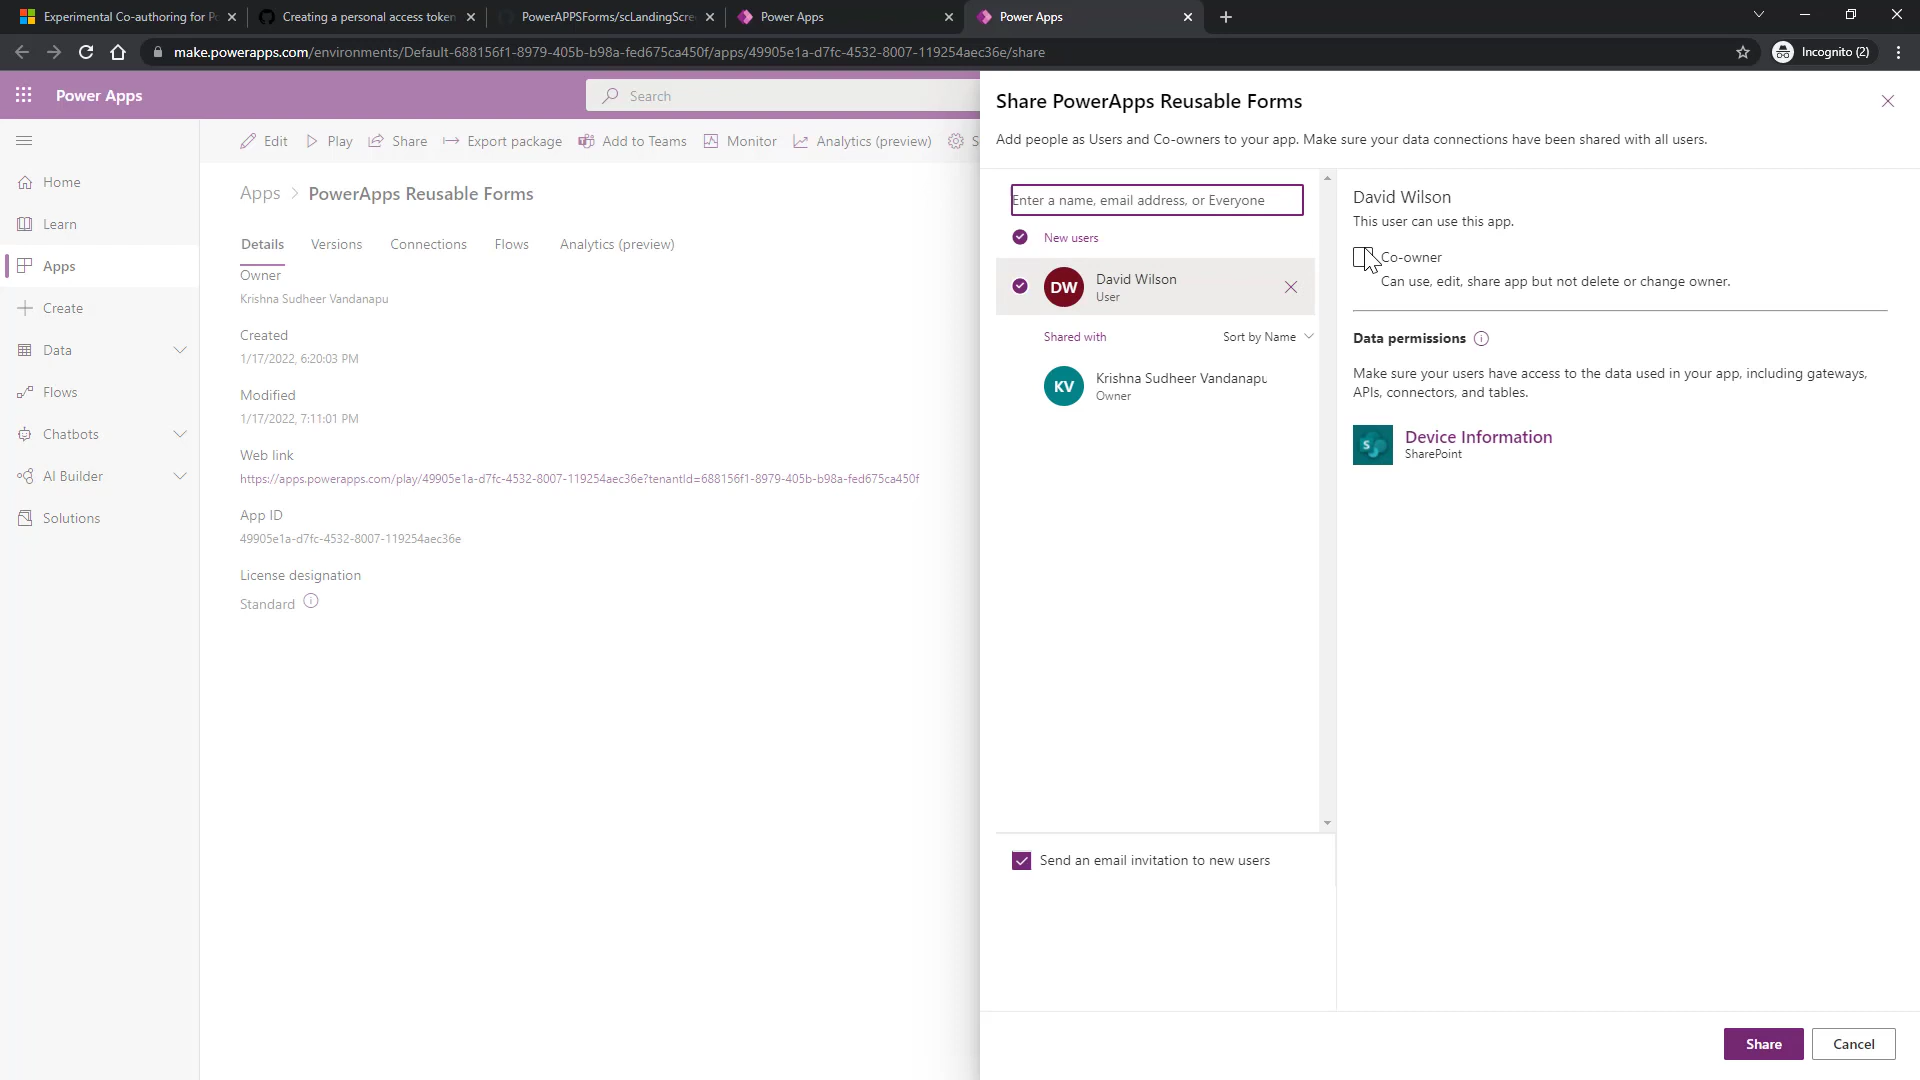 Experimental Co-authoring for Po
Creating a personal access token
PowerAPPSForms/scLandingScre
Power Apps
Power Apps
make.powerapps.com/environments/Default-688156f1-8979-405b-b98a-fed675ca450f/apps/49905e1a-d7fc-4532-8007-119254aec36e/share
Incognito (2)
Power Apps
Search
Edit
Play
Share
Export package
Add to Teams
Monitor
Analytics (preview)
S
Home
Learn
Apps
Create
Data
Flows
Chatbots
AI Builder
Solutions
Apps > PowerApps Reusable Forms
Details
Versions
Connections
Flows
Analytics (preview)
Owner
Krishna Sudheer Vandanapu
Created
1/17/2022, 6:20:03 PM
Modified
1/17/2022, 7:11:01 PM
Web link
https://apps.powerapps.com/play/49905e1a-d7fc-4532-8007-119254aec36e?tenantId=688156f1-8979-405b-b98a-fed675ca450f
App ID
49905e1a-d7fc-4532-8007-119254aec36e
License designation
Standard
Share PowerApps Reusable Forms
Add people as Users and Co-owners to your app. Make sure your data connections have been shared with all users.
Enter a name, email address, or Everyone
New users
DW
David Wilson
User
Shared with
Sort by Name
KV
Krishna Sudheer Vandanapu
Owner
Send an email invitation to new users
David Wilson
This user can use this app.
Co-owner
Can use, edit, share app but not delete or change owner.
Data permissions
Make sure your users have access to the data used in your app, including gateways,
APIs, connectors, and tables.
S
Device Information
SharePoint
Share
Cancel